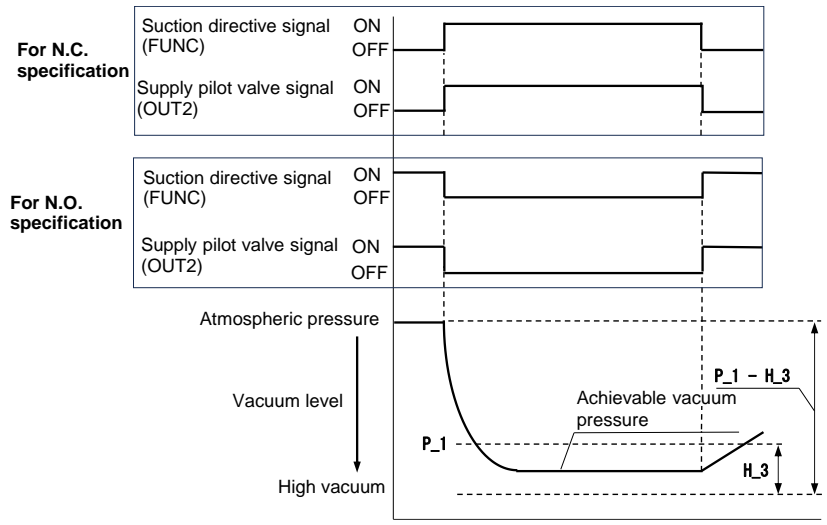 For N.C.
specification
Suction directive signal
(FUNC)
ON
OFF
Supply pilot valve signal
(OUT2)
ON
OFF
For N.O.
specification
Suction directive signal
(FUNC)
ON
OFF
Supply pilot valve signal
(OUT2)
ON
OFF
Atmospheric pressure
Vacuum level
High vacuum
P_1
Achievable vacuum
pressure
P_1 - H_3
H_3